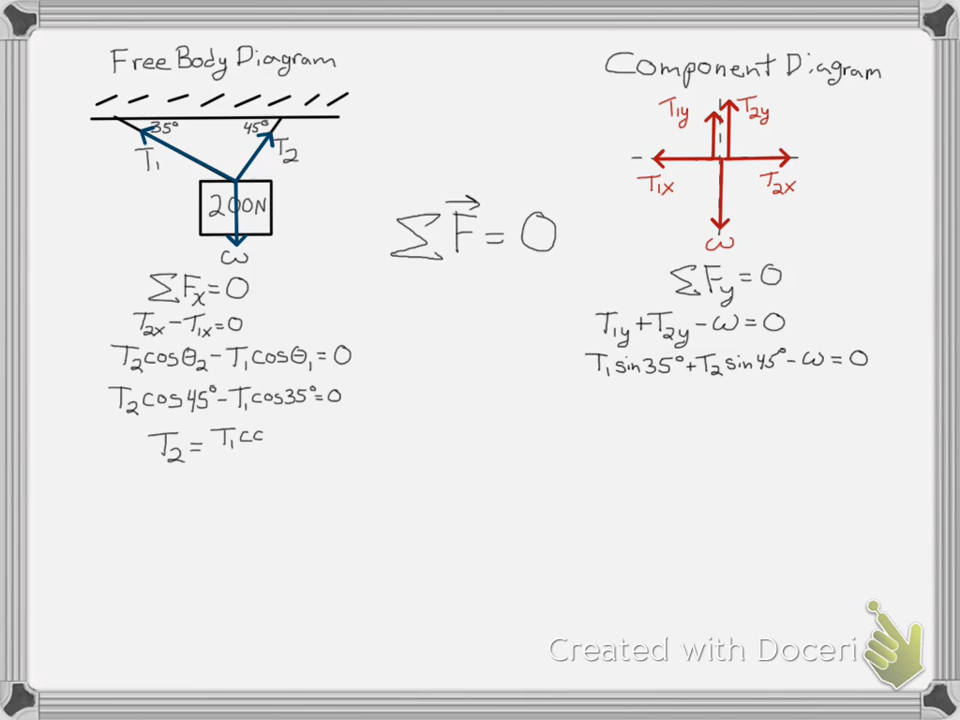 Free Body Diagram
35° 45°
T₁ T₂
200N
ω
ΣFₓ = 0
T₂ₓ - T₁ₓ = 0
T₂cosθ₂ - T₁cosθ₁ = 0
T₂cos45° - T₁cos35° = 0
T₂ = T₁cc
ΣF⃗ = 0
Component Diagram
T1y T2y
T1x T2x
ω
ΣFy = 0
T1y + T2y - ω = 0
T₁sin35° + T₂sin45° - ω = 0
Created with Doceri